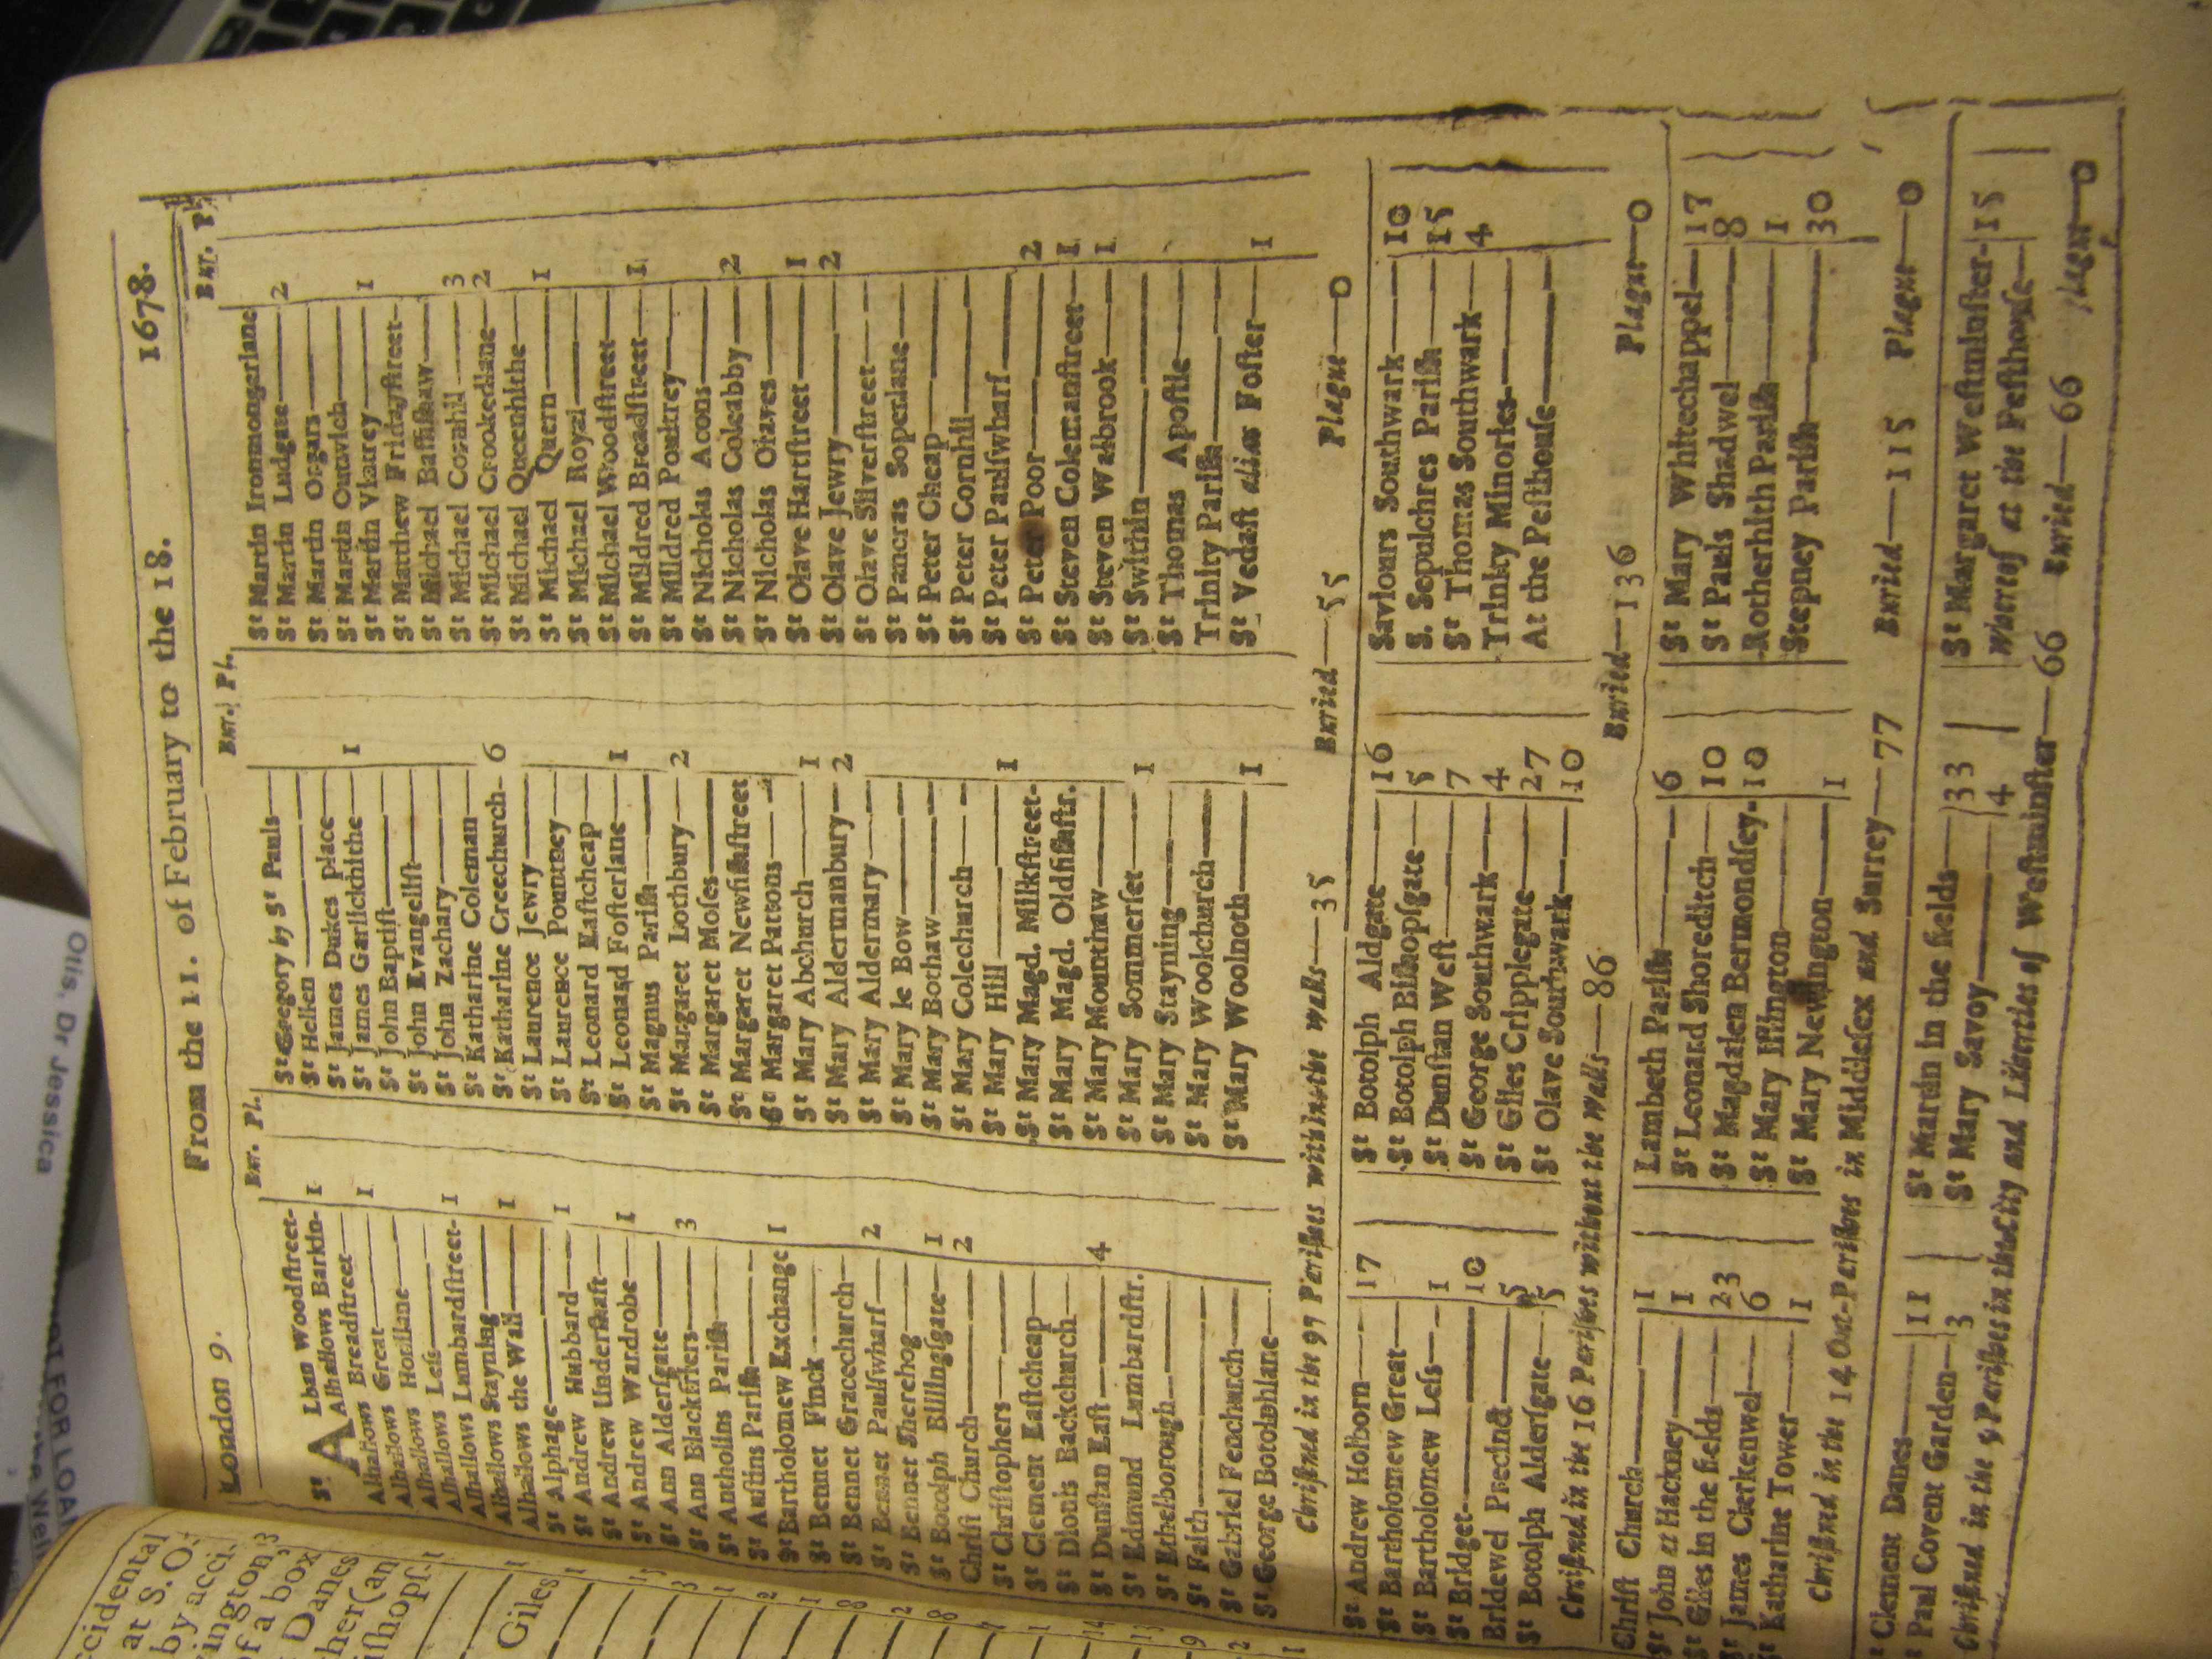 London 9. From the 11. of February to the 18. 1678.
Bur. Pl. Bur. Pl. Bur. Pl.
St ALban Woodſtreet-
Alhallows Barkin- 1
Alhallows Breadſtreet
Alhallows Great 1
Alhallows Honilane
Alhallows Leſs
Alhallows Lumbardſtreet- 1
Alhallows Stayning
Alhallows the Wall 1
St Alphage
St Andrew Hubbard 1
St Andrew Underſhaft
St Andrew Wardrobe 1
St Ann Alderſgate
St Ann Blackfriers 3
St Antholins Pariſh
St Auſtins Pariſh
St Bartholomew Exchange 1
St Bennet Finck
St Bennet Gracechurch
St Bennet Paulſwharf 2
St Bennet Sherehog
St Botolph Billingſgate 1
Chriſt Church 2
St Chriſtophers
St Clement Eaſtcheap
St Dionis Backchurch
St Dunſtan Eaſt 4
St Edmund Lumbardſtr.
St Ethelborough
St Faith
St Gabriel Fenchurch
St George Botolphlane
St Gregory by St Pauls
St Hellen
St James Dukes place
St James Garlickhithe 1
St John Baptiſt
St John Evangeliſt
St John Zachary
St Katharine Coleman
St Katharine Creechurch 6
St Laurence Jewry
St Laurence Pountney
St Leonard Eaſtcheap
St Leonard Foſterlane 1
St Magnus Pariſh
St Margaret Lothbury 2
St Margaret Moſes
St Margaret Newfiſhſtreet
St Margaret Pattons
St Mary Abchurch 1
St Mary Aldermanbury 2
St Mary Aldermary
St Mary le Bow
St Mary Bothaw
St Mary Colechurch
St Mary Hill 1
St Mary Magd. Milkſtreet
St Mary Magd. Oldfiſhſtr.
St Mary Mounthaw
St Mary Sommerſet 1
St Mary Stayning
St Mary Woolchurch
St Mary Woolnoth 1
St Martin Ironmongerlane
St Martin Ludgate 2
St Martin Orgars
St Martin Outwich
St Martin Vintrey 1
St Matthew Fridayſtreet
St Michael Baſſiſhaw
St Michael Cornhil 3
St Michael Crookedlane 2
St Michael Queenhithe
St Michael Quern 1
St Michael Royal
St Michael Woodſtreet
St Mildred Breadſtreet 1
St Mildred Poultrey
St Nicholas Acons
St Nicholas Coleabby 2
St Nicholas Olaves
St Olave Hartſtreet 1
St Olave Jewry 2
St Olave Silverſtreet
St Pancras Soperlane
St Peter Cheap
St Peter Cornhil
St Peter Paulſwharf
St Peter Poor 2
St Steven Colemanſtreet 1
St Steven Walbrook 1
St Swithin
St Thomas Apoſtle
Trinity Pariſh
St Vedaſt alias Foſter 1
Chriſtned in the 97 Pariſhes within the Walls 35 Buried 55 Plague 0
St Andrew Holborn 17
St Bartholomew Great
St Bartholomew Leſs 1
St Bridget 10
Bridewel Precinct
St Botolph Alderſgate 5
St Botolph Aldgate 16
St Botolph Biſhopſgate 5
St Dunſtan Weſt 7
St George Southwark 4
St Giles Cripplegate 27
St Olave Southwark 10
Saviours Southwark 10
S. Sepulchres Pariſh 15
St Thomas Southwark 4
Trinity Minories
At the Peſthouſe
Chriſtned in the 16 Pariſhes without the Walls 86 Buried 136 Plague 0
Chriſt Church 1
St John at Hackney 1
St Giles in the fields 23
St James Clerkenwel 6
St Katharine Tower 1
Lambeth Pariſh 6
St Leonard Shoreditch 10
St Magdalen Bermondſey 10
St Mary Iſlington
St Mary Newington 1
St Mary Whitechappel 17
St Pauls Shadwel 8
Rotherhith Pariſh 1
Stepney Pariſh 30
Chriſtned in the 14 Out-Pariſhes in Middleſex and Surrey 77 Buried 115 Plague 0
St Clement Danes 11
St Paul Covent Garden 3
St Martin in the fields 33
St Mary Savoy 4
St Margaret Weſtminſter 15
Whereof at the Peſthouſe
Chriſtned in the 5 Pariſhes in the City and Liberties of Weſtminſter 66 Buried 66 Plague 0
ccidental
at S. O-
by acci-
wington, 3
of a box
Danes
her (an
iſhopſ. 1
Giles
Otis, Dr Jessica
FOR LOAN